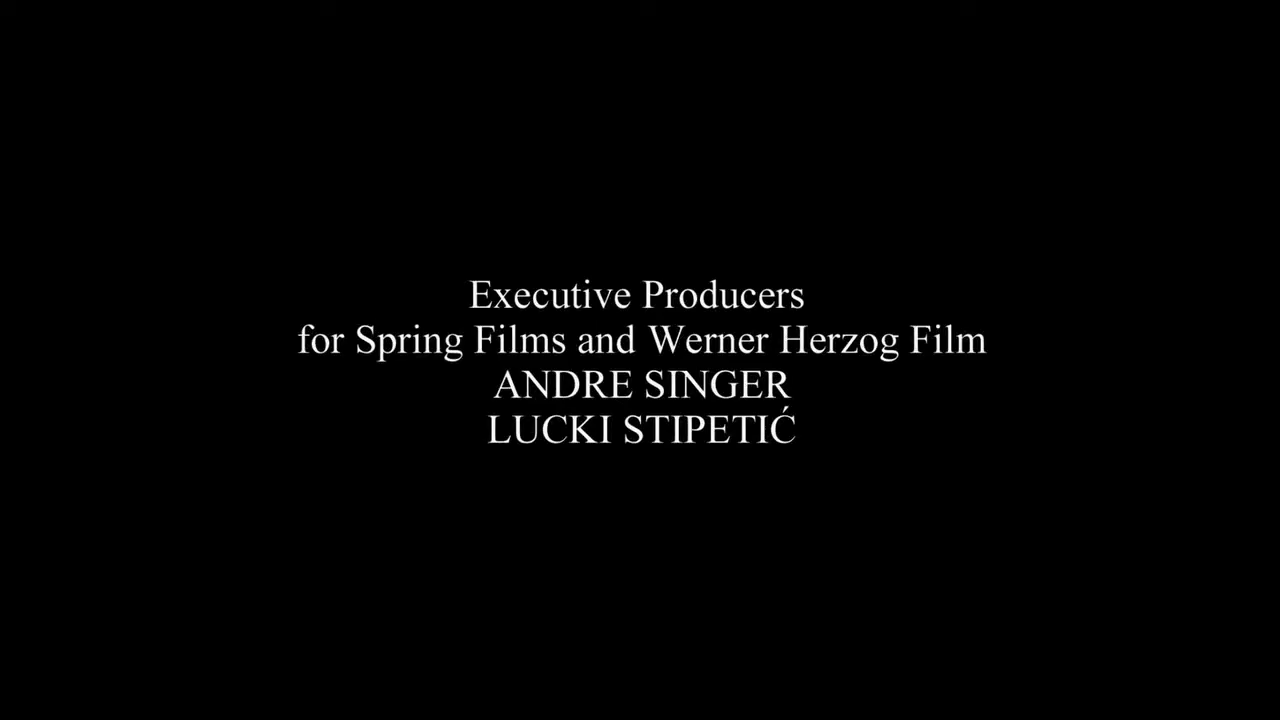 Executive Producers
for Spring Films and Werner Herzog Film
ANDRE SINGER
LUCKI STIPETIĆ